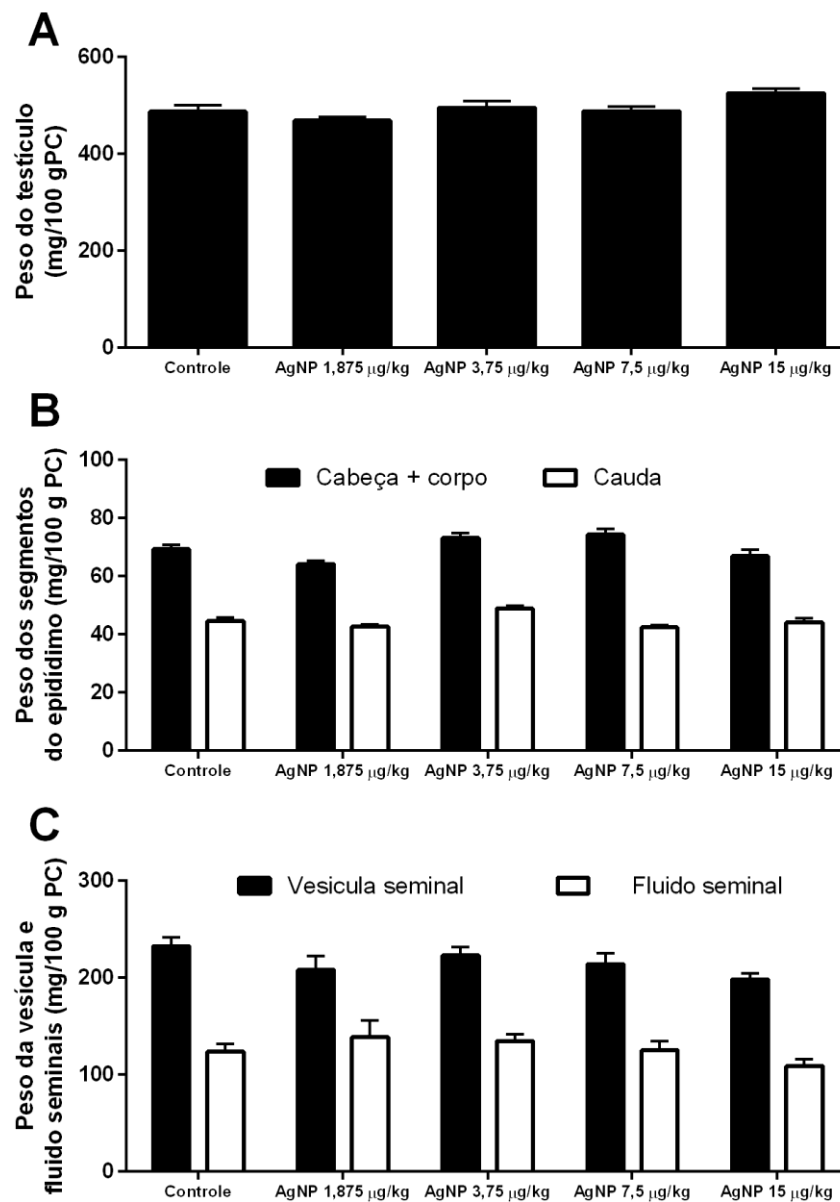 A
Peso do testículo
(mg/100 gPC)
600
400
200
0
Controle
AgNP 1,875 µg/kg
AgNP 3,75 µg/kg
AgNP 7,5 µg/kg
AgNP 15 µg/kg
B
Peso dos segmentos
do epidídimo (mg/100 g PC)
100
80
60
40
20
0
Cabeça + corpo
Cauda
Controle
AgNP 1,875 µg/kg
AgNP 3,75 µg/kg
AgNP 7,5 µg/kg
AgNP 15 µg/kg
C
Peso da vesícula e
fluido seminais (mg/100 g PC)
300
200
100
0
Vesicula seminal
Fluido seminal
Controle
AgNP 1,875 µg/kg
AgNP 3,75 µg/kg
AgNP 7,5 µg/kg
AgNP 15 µg/kg